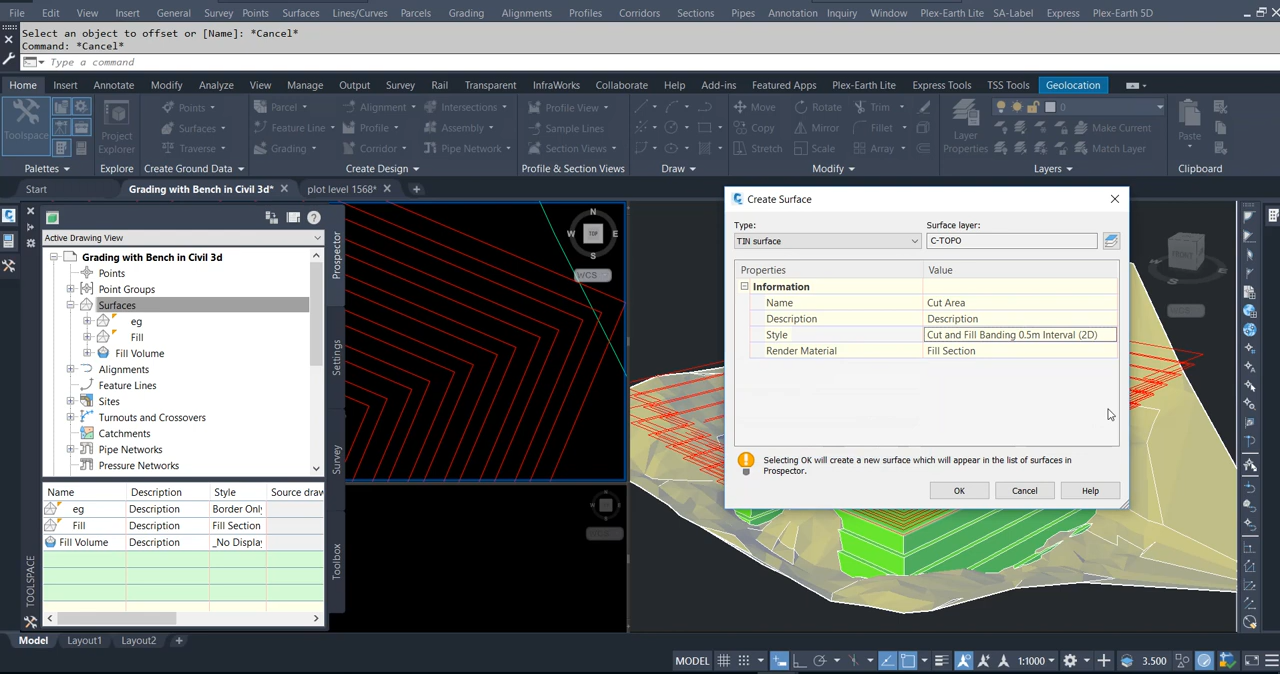 File Edit View Insert General Survey Points Surfaces Lines/Curves Parcels Grading Alignments Profiles Corridors Sections Pipes Annotation Inquiry Window Plex-Earth Lite SA-Label Express Plex-Earth 5D
Select an object to offset or [Name]: *Cancel*
Command: *Cancel*
Type a command
Home Insert Annotate Modify Analyze View Manage Output Survey Rail Transparent InfraWorks Collaborate Help Add-ins Featured Apps Plex-Earth Lite Express Tools TSS Tools Geolocation
Points Parcel Alignment Intersections Profile View Move Rotate Trim 0
Toolspace Project Explorer Surfaces Feature Line Profile Assembly Sample Lines Copy Mirror Fillet Layer Properties Make Current Paste
Traverse Grading Corridor Pipe Network Section Views Stretch Scale Array Match Layer
Palettes Explore Create Ground Data Create Design Profile & Section Views Draw Modify Layers Clipboard
Start Grading with Bench in Civil 3d* plot level 1568*
Active Drawing View
Grading with Bench in Civil 3d
Points
Point Groups
Surfaces
eg
Fill
Fill Volume
Alignments
Feature Lines
Sites
Turnouts and Crossovers
Catchments
Pipe Networks
Pressure Networks
Name Description Style Source draw
eg Description Border Onl
Fill Description Fill Section
Fill Volume Description _No Displa
Prospector
Settings
Survey
Toolbox
TOOLSPACE
N
W TOP E
S
WCS
FRONT
Create Surface
Type: Surface layer:
TIN surface C-TOPO
Properties Value
Information
Name Cut Area
Description Description
Style Cut and Fill Banding 0.5m Interval (2D)
Render Material Fill Section
Selecting OK will create a new surface which will appear in the list of surfaces in
Prospector.
OK Cancel Help
Model Layout1 Layout2
MODEL 1:1000 3.500